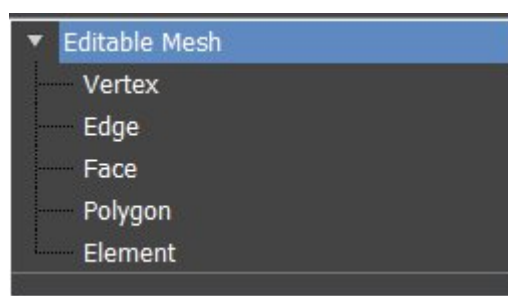 Editable Mesh
Vertex
Edge
Face
Polygon
Element